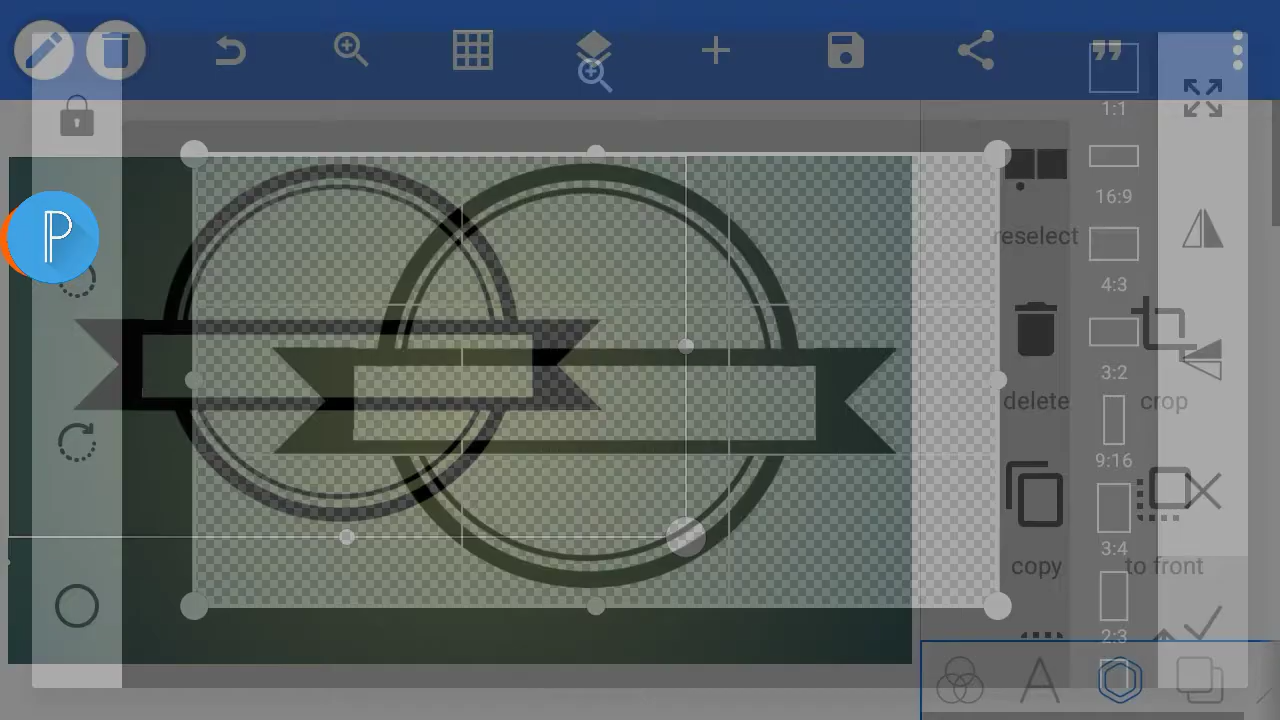 1:1
16:9
reselect
4:3
3:2
delete
crop
9:16
3:4
copy
to front
2:3
P
A